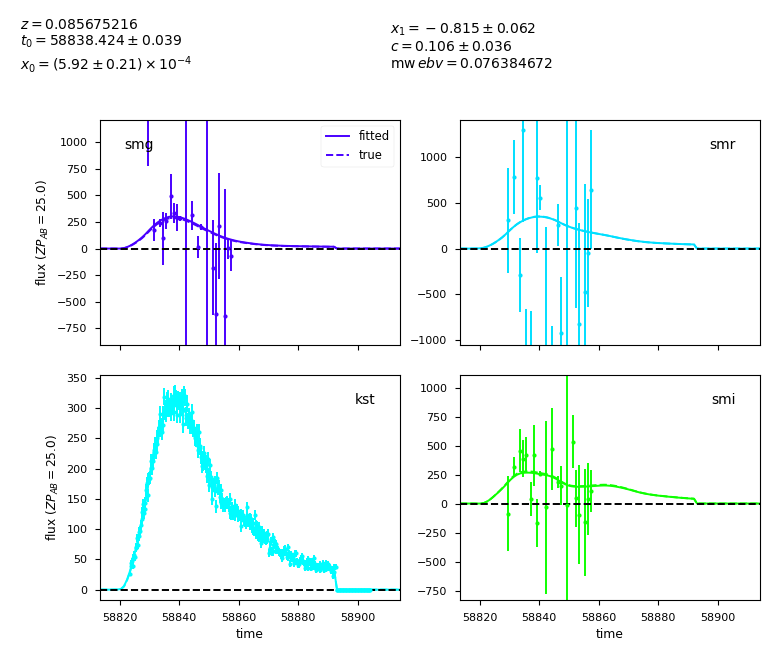 z = 0.085675216
t₀ = 58838.424 ± 0.039
x₀ = (5.92 ± 0.21) × 10⁻⁴
x₁ = −0.815 ± 0.062
c = 0.106 ± 0.036
mw ebv = 0.076384672
smg
fitted
true
1000
750
500
250
0
−250
−500
−750
flux (ZP_AB = 25.0)
smr
1000
500
0
−500
−1000
kst
350
300
250
200
150
100
50
0
flux (ZP_AB = 25.0)
58820 58840 58860 58880 58900
time
smi
1000
750
500
250
0
−250
−500
−750
58820 58840 58860 58880 58900
time